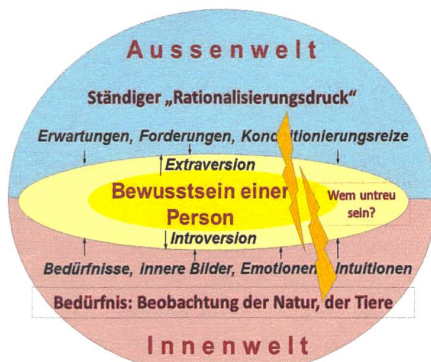 Aussenwelt
Ständiger „Rationalisierungsdruck“
Erwartungen, Forderungen, Konditionierungsreize
Extraversion
Bewusstsein einer
Person
Wem untreu
sein?
Introversion
Bedürfnisse, Innere Bilder, Emotionen, Intuitionen
Bedürfnis: Beobachtung der Natur, der Tiere
Innenwelt